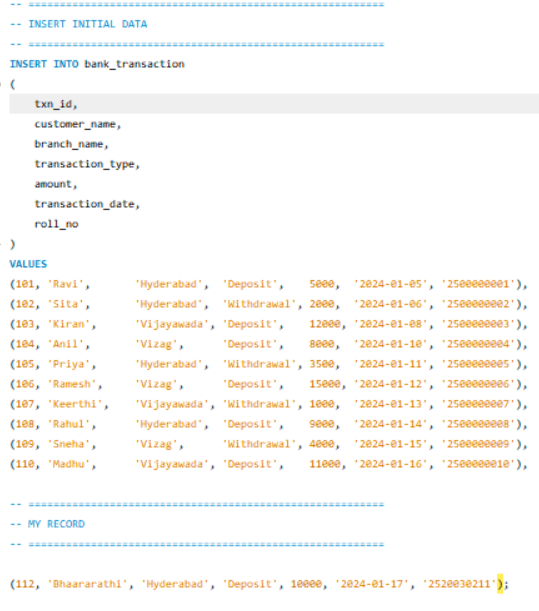 -- =========================================================
-- INSERT INITIAL DATA
-- =========================================================
INSERT INTO bank_transaction
(
    txn_id,
    customer_name,
    branch_name,
    transaction_type,
    amount,
    transaction_date,
    roll_no
)
VALUES
(101, 'Ravi',       'Hyderabad',  'Deposit',    5000,  '2024-01-05', '2500000001'),
(102, 'Sita',       'Hyderabad',  'Withdrawal', 2000,  '2024-01-06', '2500000002'),
(103, 'Kiran',      'Vijayawada', 'Deposit',    12000, '2024-01-08', '2500000003'),
(104, 'Anil',       'Vizag',      'Deposit',    8000,  '2024-01-10', '2500000004'),
(105, 'Priya',      'Hyderabad',  'Withdrawal', 3500,  '2024-01-11', '2500000005'),
(106, 'Ramesh',     'Vizag',      'Deposit',    15000, '2024-01-12', '2500000006'),
(107, 'Keerthi',    'Vijayawada', 'Withdrawal', 1000,  '2024-01-13', '2500000007'),
(108, 'Rahul',      'Hyderabad',  'Deposit',    9000,  '2024-01-14', '2500000008'),
(109, 'Sneha',      'Vizag',      'Withdrawal', 4000,  '2024-01-15', '2500000009'),
(110, 'Madhu',      'Vijayawada', 'Deposit',    11000, '2024-01-16', '2500000010'),
-- =========================================================
-- MY RECORD
-- =========================================================
(112, 'Bhaararathi', 'Hyderabad', 'Deposit', 10000, '2024-01-17', '2520030211');